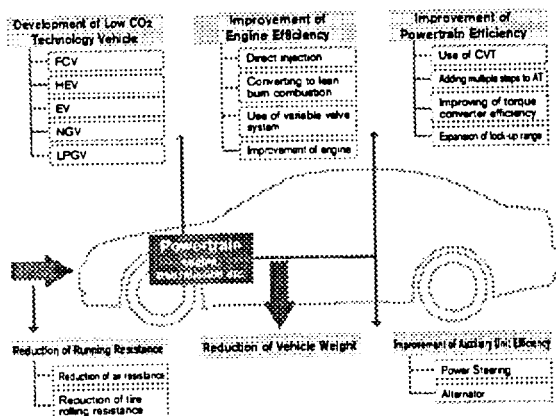 Development of Low CO2
Technology Vehicle
FCV
HEV
EV
NGV
LPGV
Improvement of
Engine Efficiency
Direct injection
Converting to lean
burn combustion
Use of variable valve
system
Improvement of engine
Improvement of
Powertrain Efficiency
Use of CVT
Adding multiple steps to AT
Improving of torque
converter efficiency
Expansion of lock-up range
Powertrain
Reduction of Running Resistance
Reduction of air resistance
Reduction of tire
rolling resistance
Reduction of Vehicle Weight
Improvement of Auxiliary Unit Efficiency
Power Steering
Alternator